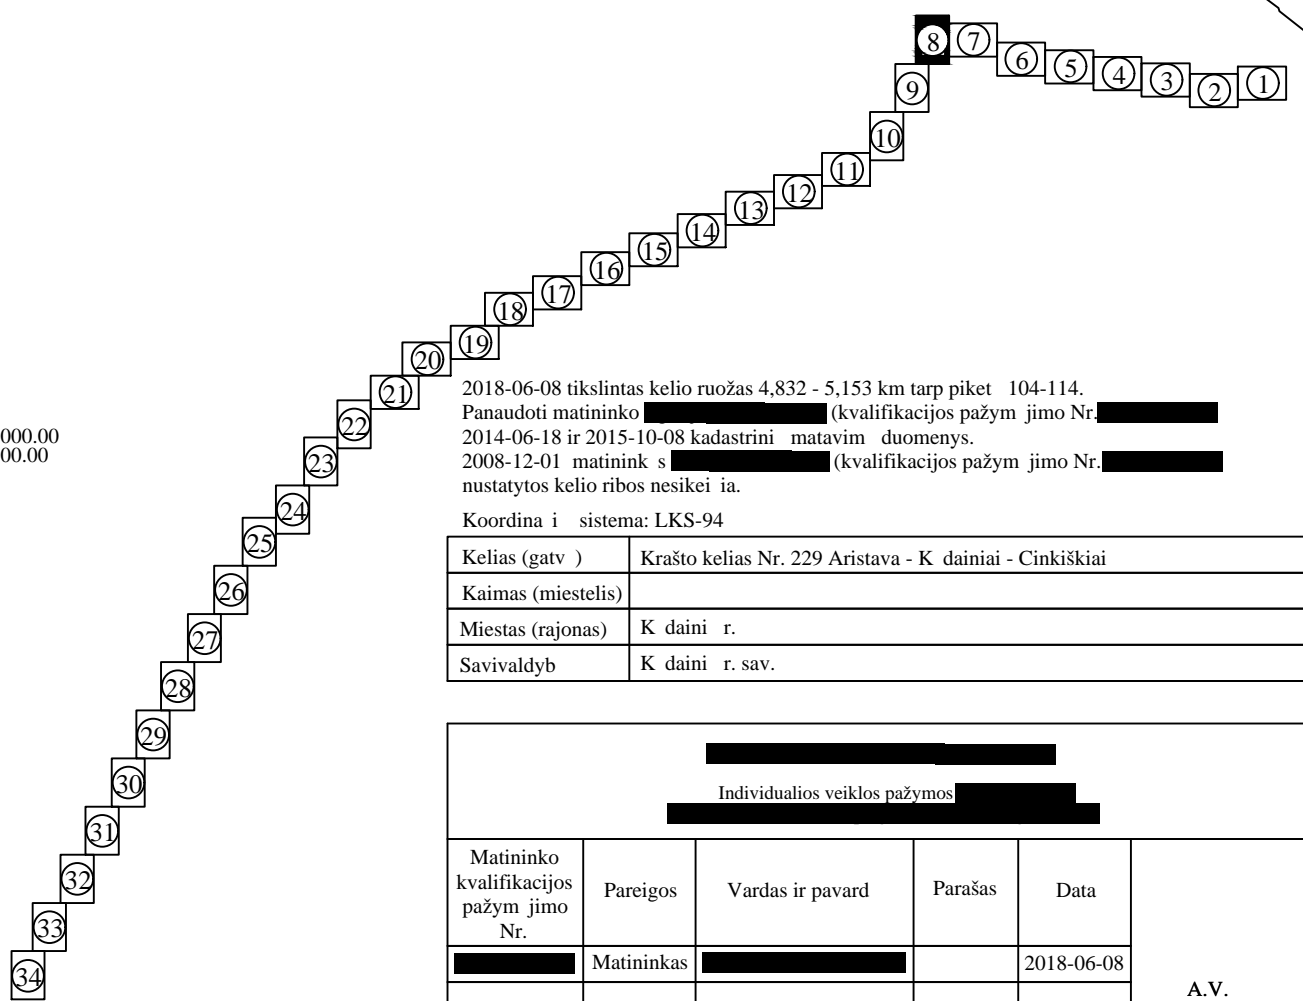 8 7 6 5 4 3 2 1
9
10
11
12
13
14
15
16
17
18
19
20
21
22
23
24
25
26
27
28
29
30
31
32
33
34
000.00
00.00
2018-06-08 tikslintas kelio ruožas 4,832 - 5,153 km tarp piket 104-114.
Panaudoti matininko (kvalifikacijos pažym jimo Nr.
2014-06-18 ir 2015-10-08 kadastrini matavim duomenys.
2008-12-01 matinink s (kvalifikacijos pažym jimo Nr.
nustatytos kelio ribos nesikei ia.
Koordina i sistema: LKS-94
Kelias (gatv ) Krašto kelias Nr. 229 Aristava - K dainiai - Cinkiškiai
Kaimas (miestelis)
Miestas (rajonas) K daini r.
Savivaldyb K daini r. sav.
Individualios veiklos pažymos
Matininko
kvalifikacijos
pažym jimo
Nr.
Pareigos
Vardas ir pavard
Parašas
Data
Matininkas 2018-06-08
A.V.